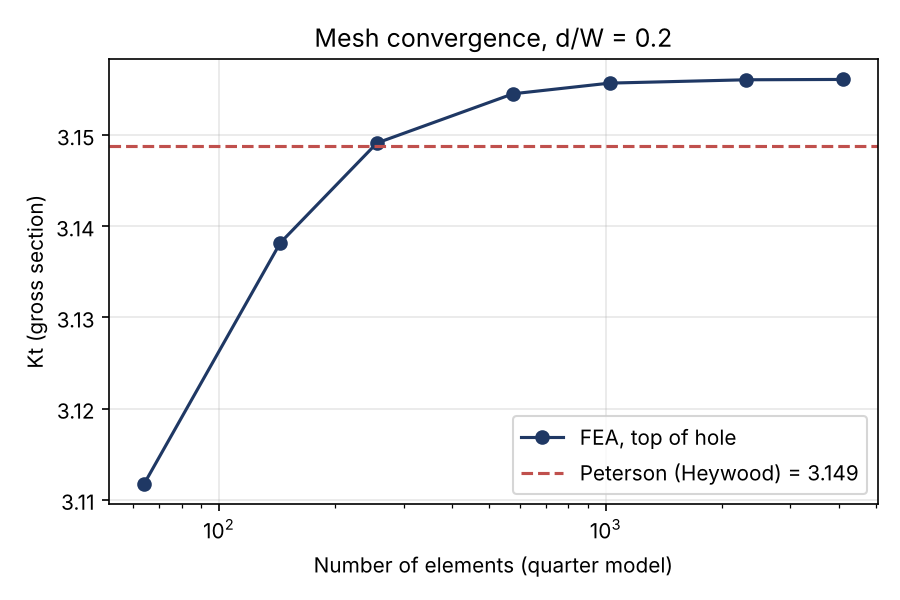 Mesh convergence, d/W = 0.2
Kt (gross section)
3.15
3.14
3.13
3.12
3.11
10²
10³
FEA, top of hole
Peterson (Heywood) = 3.149
Number of elements (quarter model)